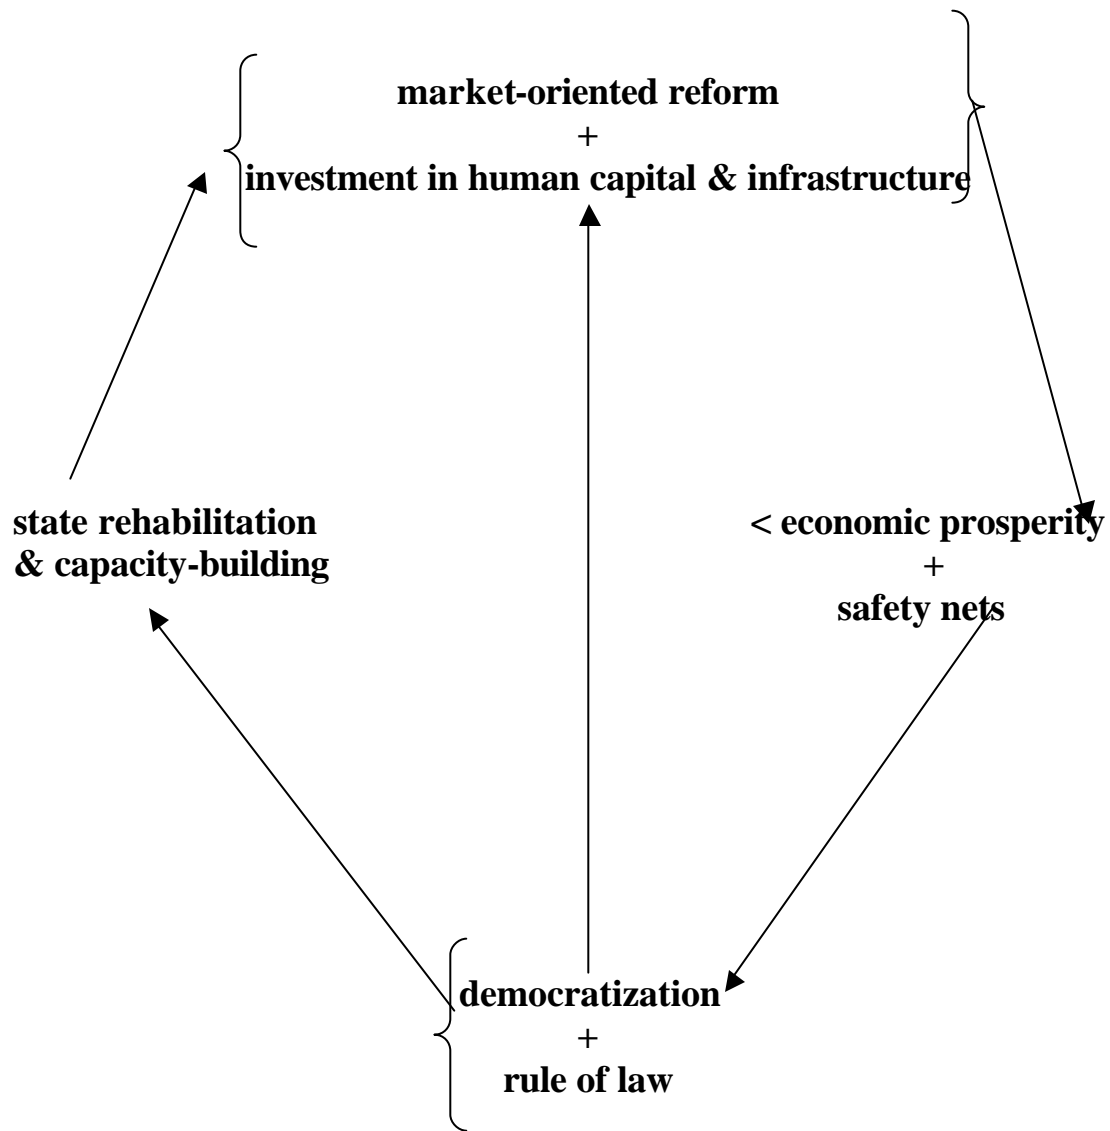 market-oriented reform
+
investment in human capital & infrastructure
state rehabilitation
& capacity-building
< economic prosperity
+
safety nets
democratization
+
rule of law